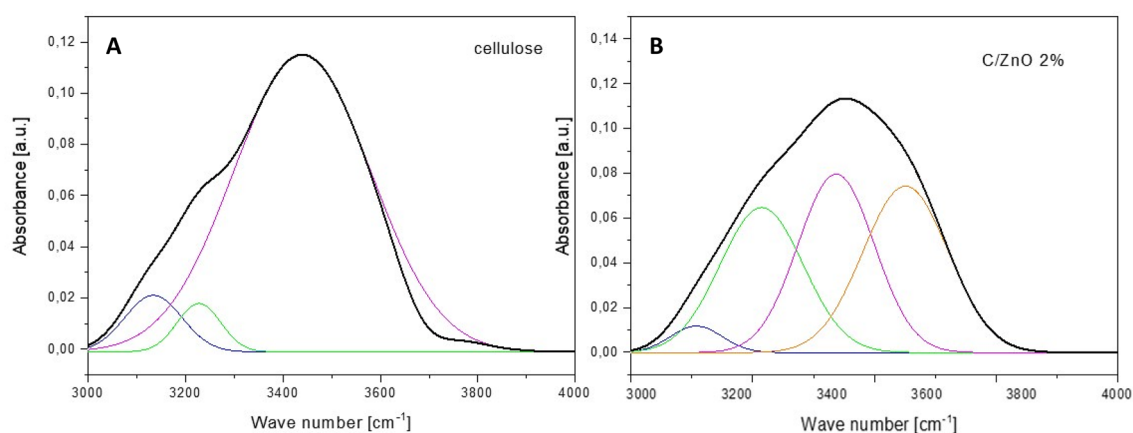 A
cellulose
0,12
0,10
0,08
0,06
0,04
0,02
0,00
Absorbance [a.u.]
3000 3200 3400 3600 3800 4000
Wave number [cm⁻¹]
B
C/ZnO 2%
0,14
0,12
0,10
0,08
0,06
0,04
0,02
0,00
Absorbance [a.u.]
3000 3200 3400 3600 3800 4000
Wave number [cm⁻¹]